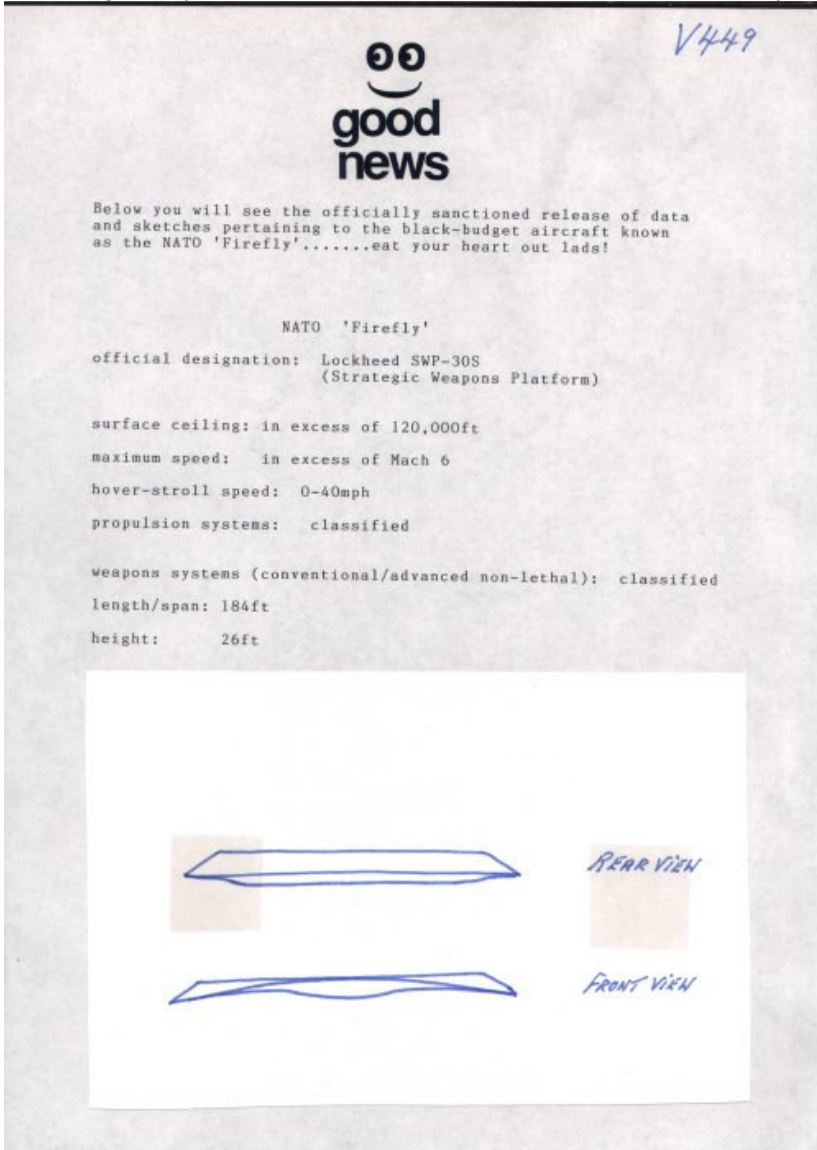 V449
good
news
Below you will see the officially sanctioned release of data
and sketches pertaining to the black-budget aircraft known
as the NATO 'Firefly'.......eat your heart out lads!
NATO 'Firefly'
official designation: Lockheed SWP-30S
(Strategic Weapons Platform)
surface ceiling: in excess of 120,000ft
maximum speed: in excess of Mach 6
hover-stroll speed: 0-40mph
propulsion systems: classified
weapons systems (conventional/advanced non-lethal): classified
length/span: 184ft
height: 26ft
REAR VIEW
FRONT VIEW